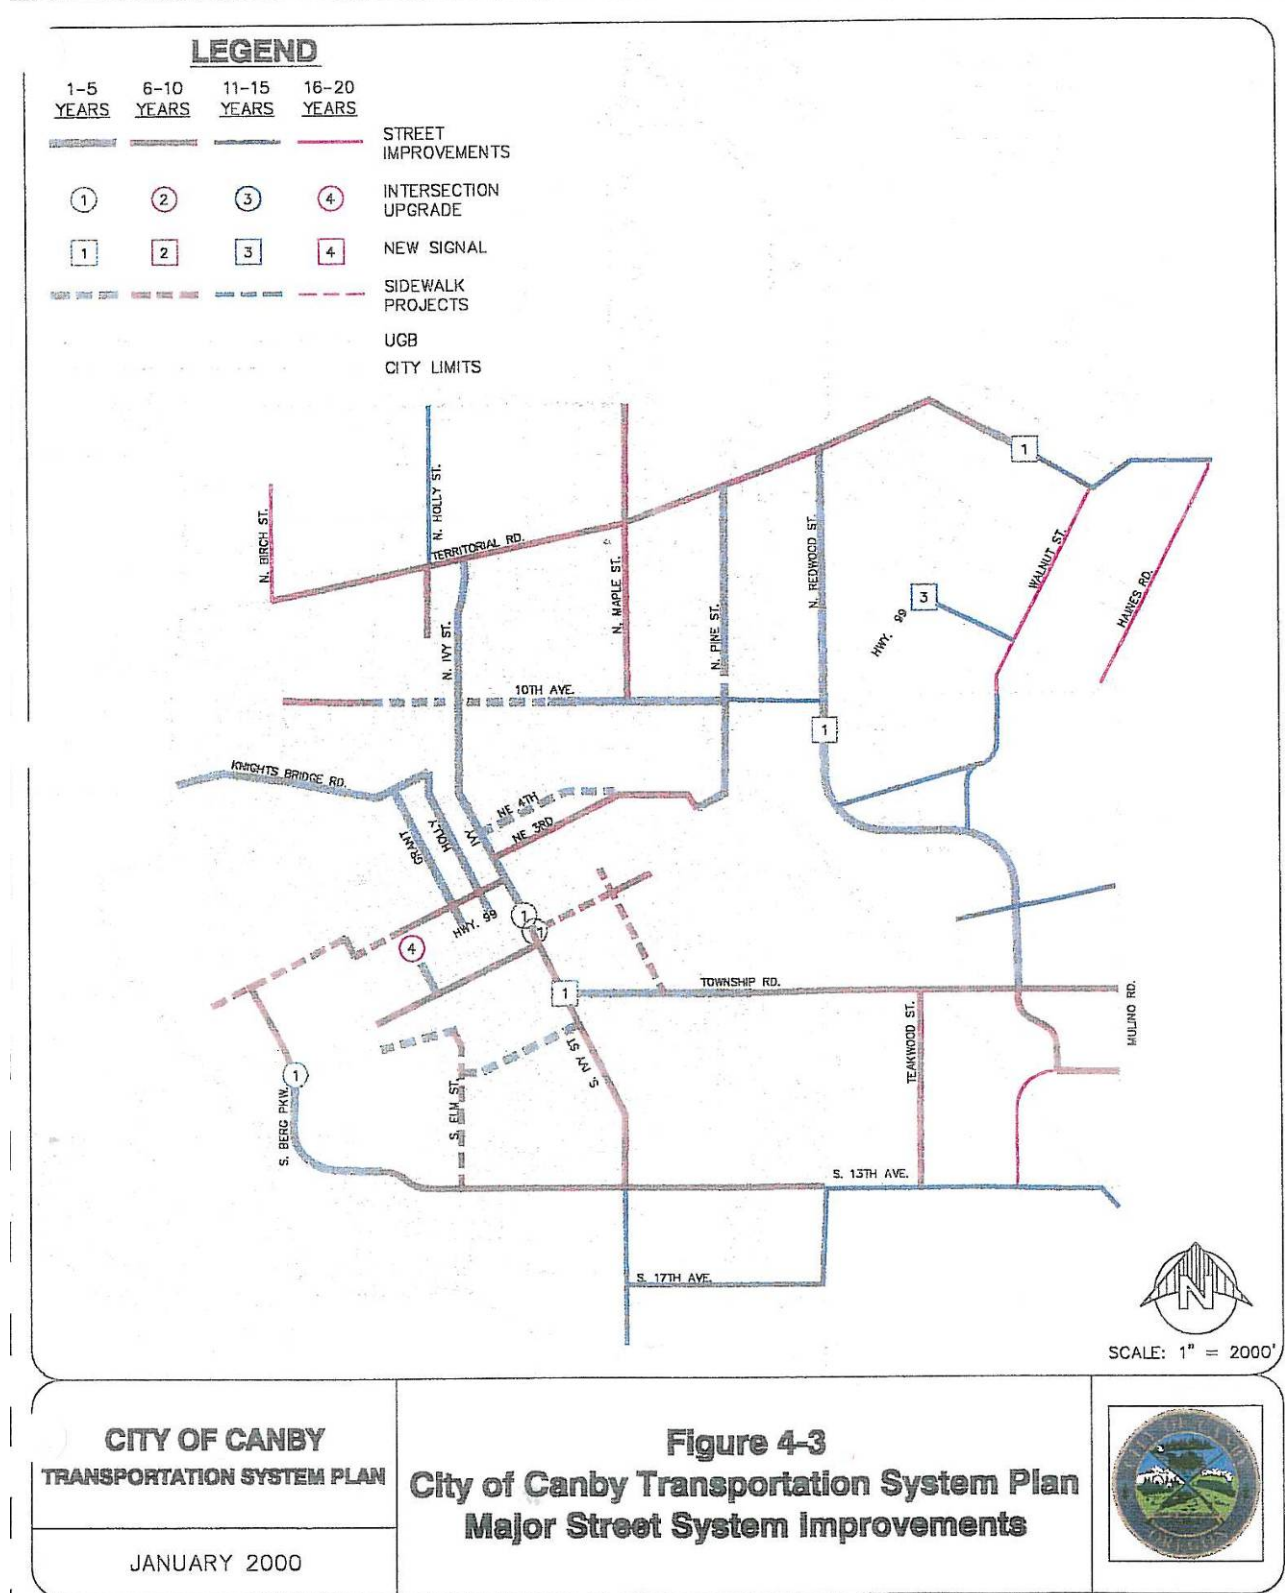 LEGEND
1-5 YEARS
6-10 YEARS
11-15 YEARS
16-20 YEARS
STREET
IMPROVEMENTS
1 2 3 4
INTERSECTION
UPGRADE
1 2 3 4
NEW SIGNAL
SIDEWALK
PROJECTS
UGB
CITY LIMITS
N. HOLLY ST.
1
N. BIRCH ST.
TERRITORIAL RD.
N. REDWOOD ST.
WALNUT ST.
N. MAPLE ST.
3
HAINES RD.
N. PINE ST.
N. IVY ST.
HWY. 99
10TH AVE.
1
KNIGHTS BRIDGE RD.
NE 4TH
GRANT
HOLLY
IVY
NE 3RD
HWY. 99
1
1
4
1
TOWNSHIP RD.
MULINO RD.
TEAKWOOD ST.
S. IVY ST.
1
S. BERG PKW.
S. ELM ST.
S. 13TH AVE.
S. 17TH AVE.
N
SCALE: 1" = 2000'
CITY OF CANBY
TRANSPORTATION SYSTEM PLAN
JANUARY 2000
Figure 4-3
City of Canby Transportation System Plan
Major Street System Improvements
CITY OF CANBY
OREGON